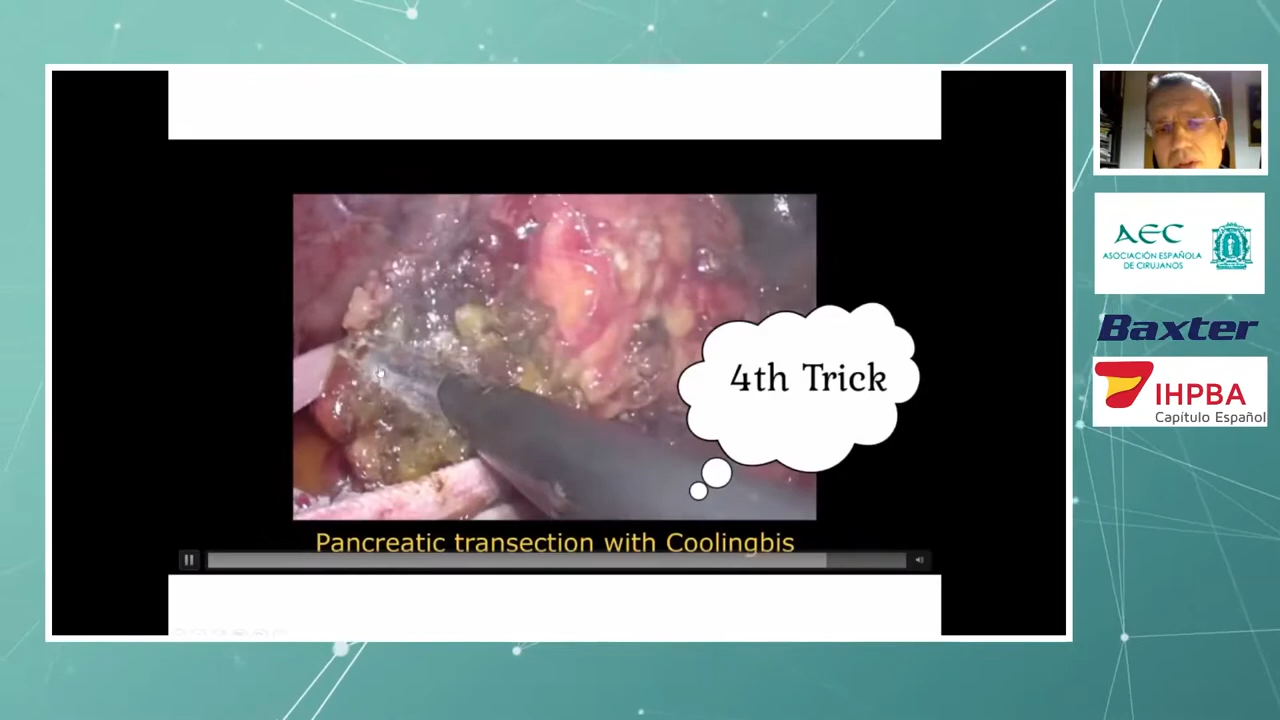 4th Trick
Pancreatic transection with Coolingbis
AEC
ASOCIACIÓN ESPAÑOLA
DE CIRUJANOS
Baxter
IHPBA
Capítulo Español